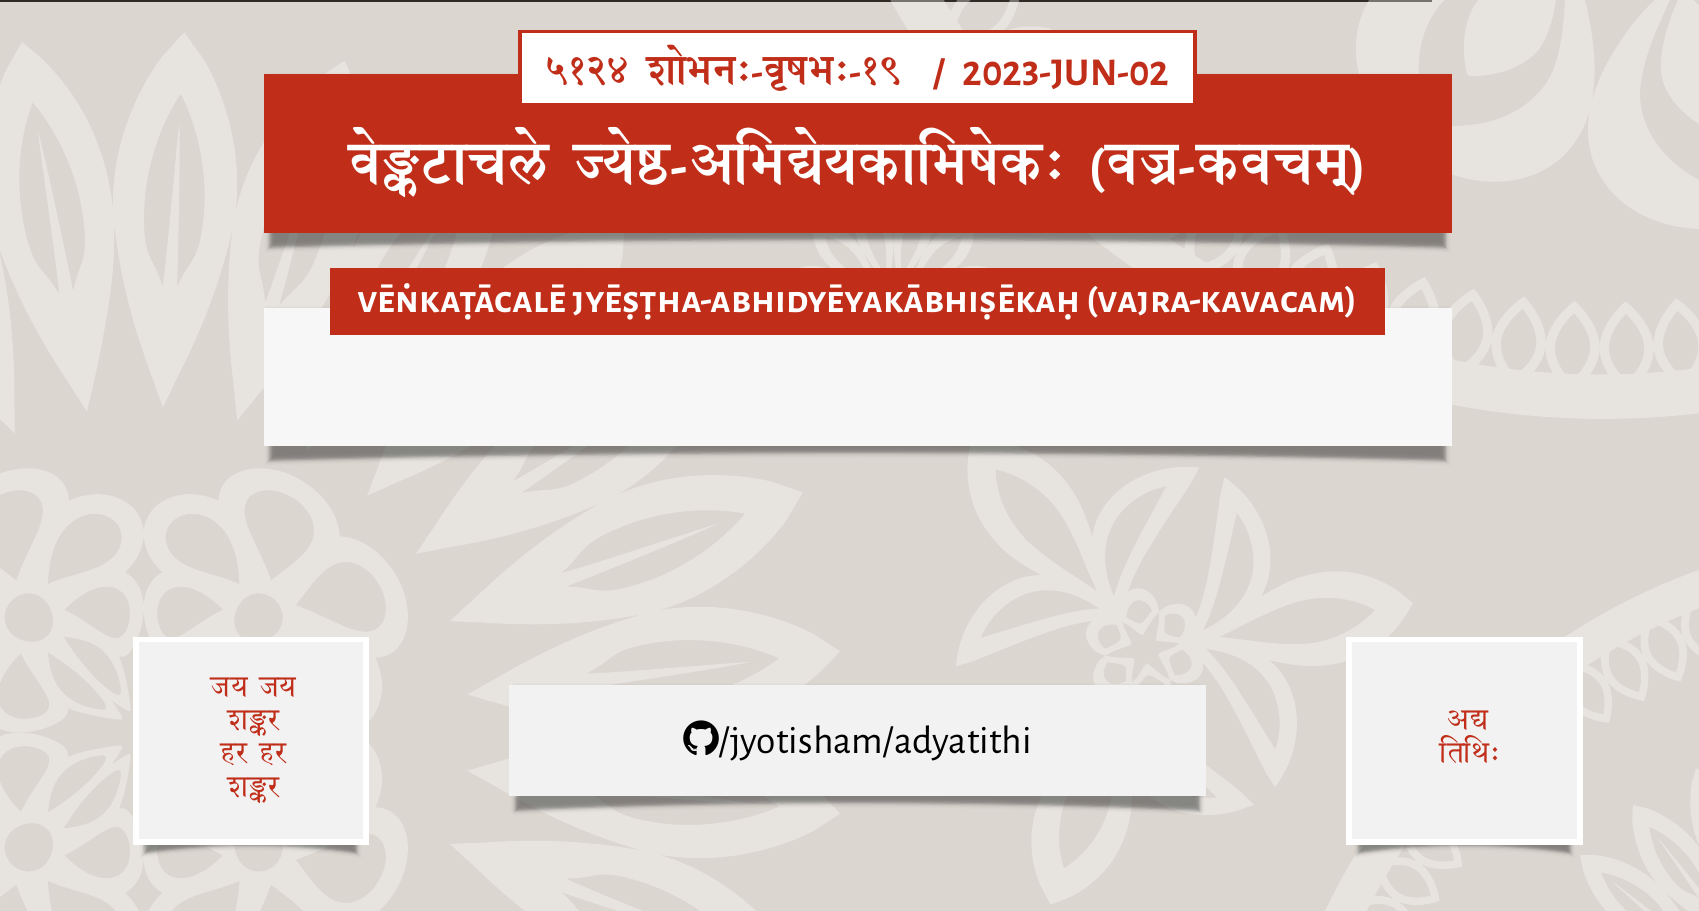 ५१२४ शोभनः-वृषभः-१९ / 2023-JUN-02
वेङ्कटाचले ज्येष्ठ-अभिद्येयकाभिषेकः (वज्र-कवचम्)
VĒṄKAṬĀCALĒ JYĒṢṬHA-ABHIDYĒYAKĀBHIṢĒKAḤ (VAJRA-KAVACAM)
जय जय
शङ्कर
हर हर
शङ्कर
/jyotisham/adyatithi
अद्य
तिथिः